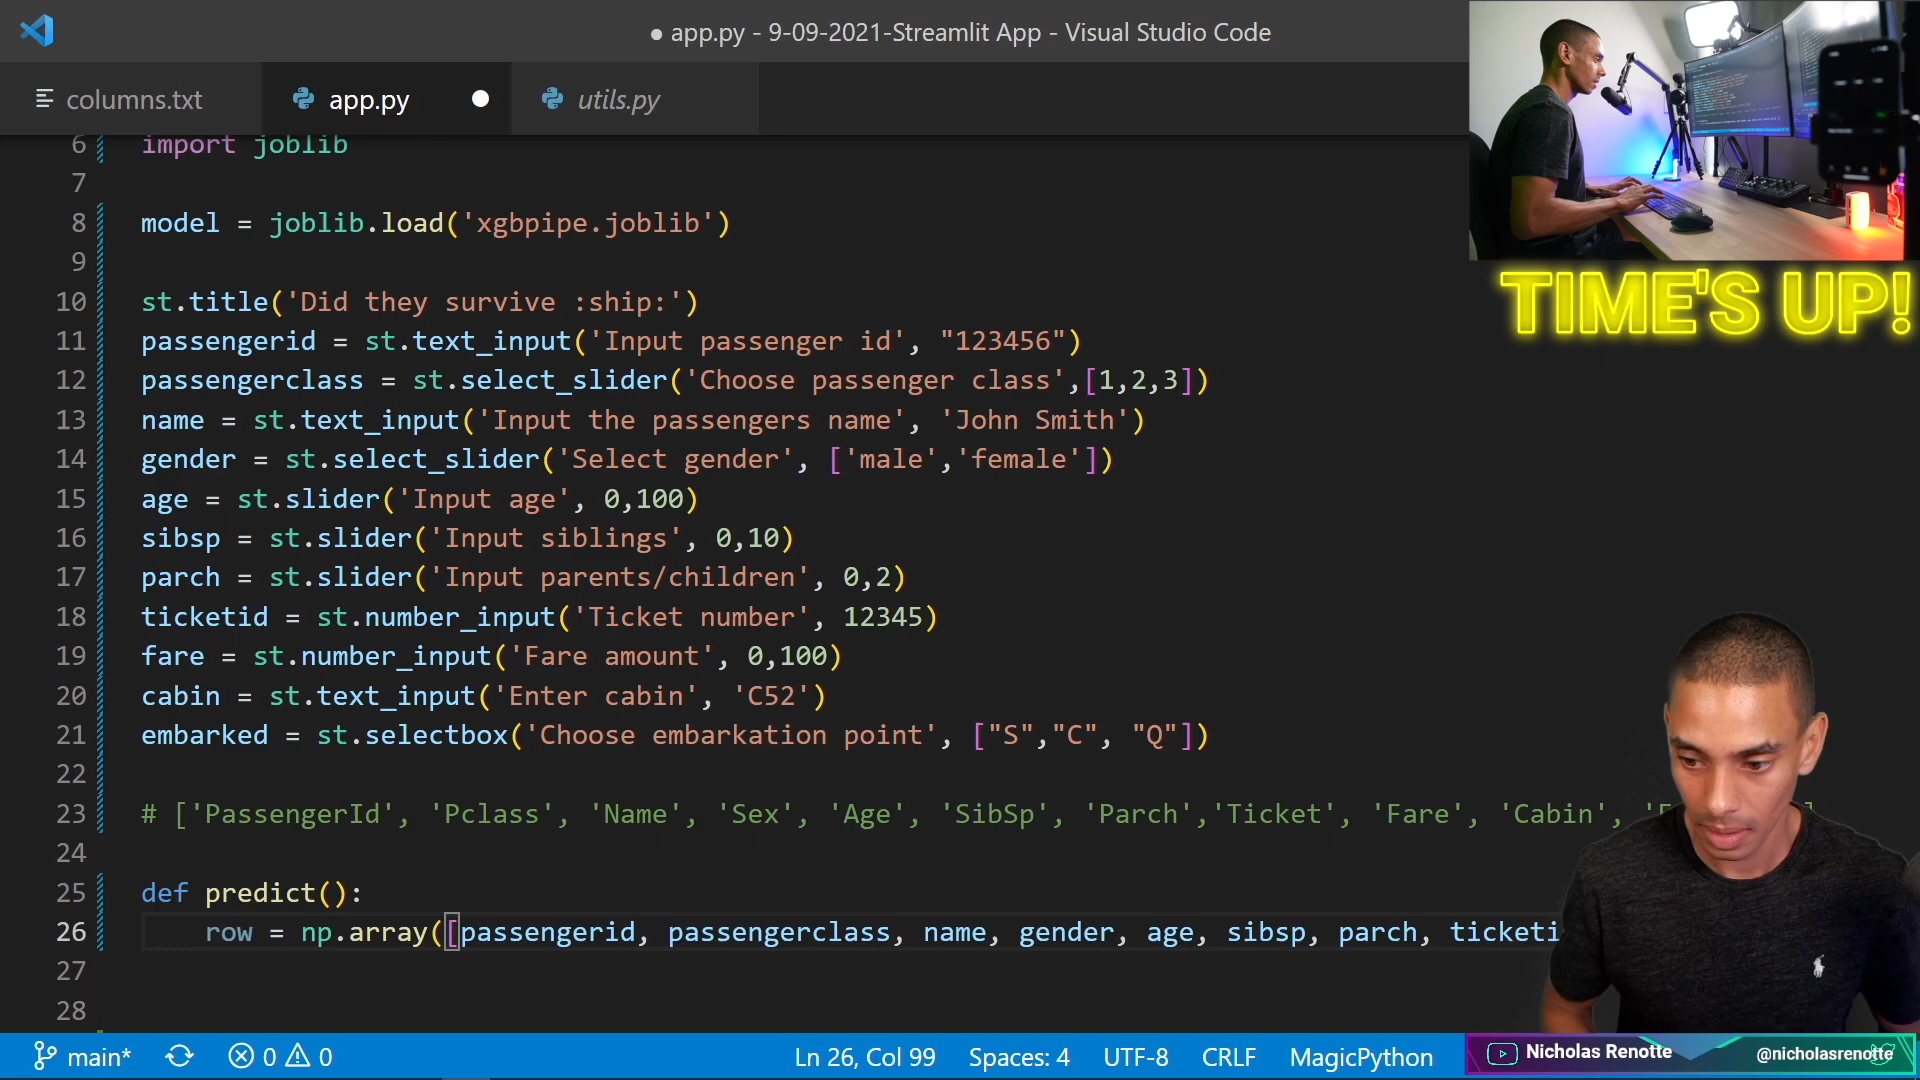 ● app.py - 9-09-2021-Streamlit App - Visual Studio Code
columns.txt
app.py
utils.py
TIME'S UP!
6 import joblib
7
8 model = joblib.load('xgbpipe.joblib')
9
10 st.title('Did they survive :ship:')
11 passengerid = st.text_input('Input passenger id', "123456")
12 passengerclass = st.select_slider('Choose passenger class',[1,2,3])
13 name = st.text_input('Input the passengers name', 'John Smith')
14 gender = st.select_slider('Select gender', ['male','female'])
15 age = st.slider('Input age', 0,100)
16 sibsp = st.slider('Input siblings', 0,10)
17 parch = st.slider('Input parents/children', 0,2)
18 ticketid = st.number_input('Ticket number', 12345)
19 fare = st.number_input('Fare amount', 0,100)
20 cabin = st.text_input('Enter cabin', 'C52')
21 embarked = st.selectbox('Choose embarkation point', ["S","C", "Q"])
22
23 # ['PassengerId', 'Pclass', 'Name', 'Sex', 'Age', 'SibSp', 'Parch','Ticket', 'Fare', 'Cabin',
24
25 def predict():
26 row = np.array([passengerid, passengerclass, name, gender, age, sibsp, parch, ticketi
27
28
main* 0 0 Ln 26, Col 99 Spaces: 4 UTF-8 CRLF MagicPython
Nicholas Renotte @nicholasrenotte